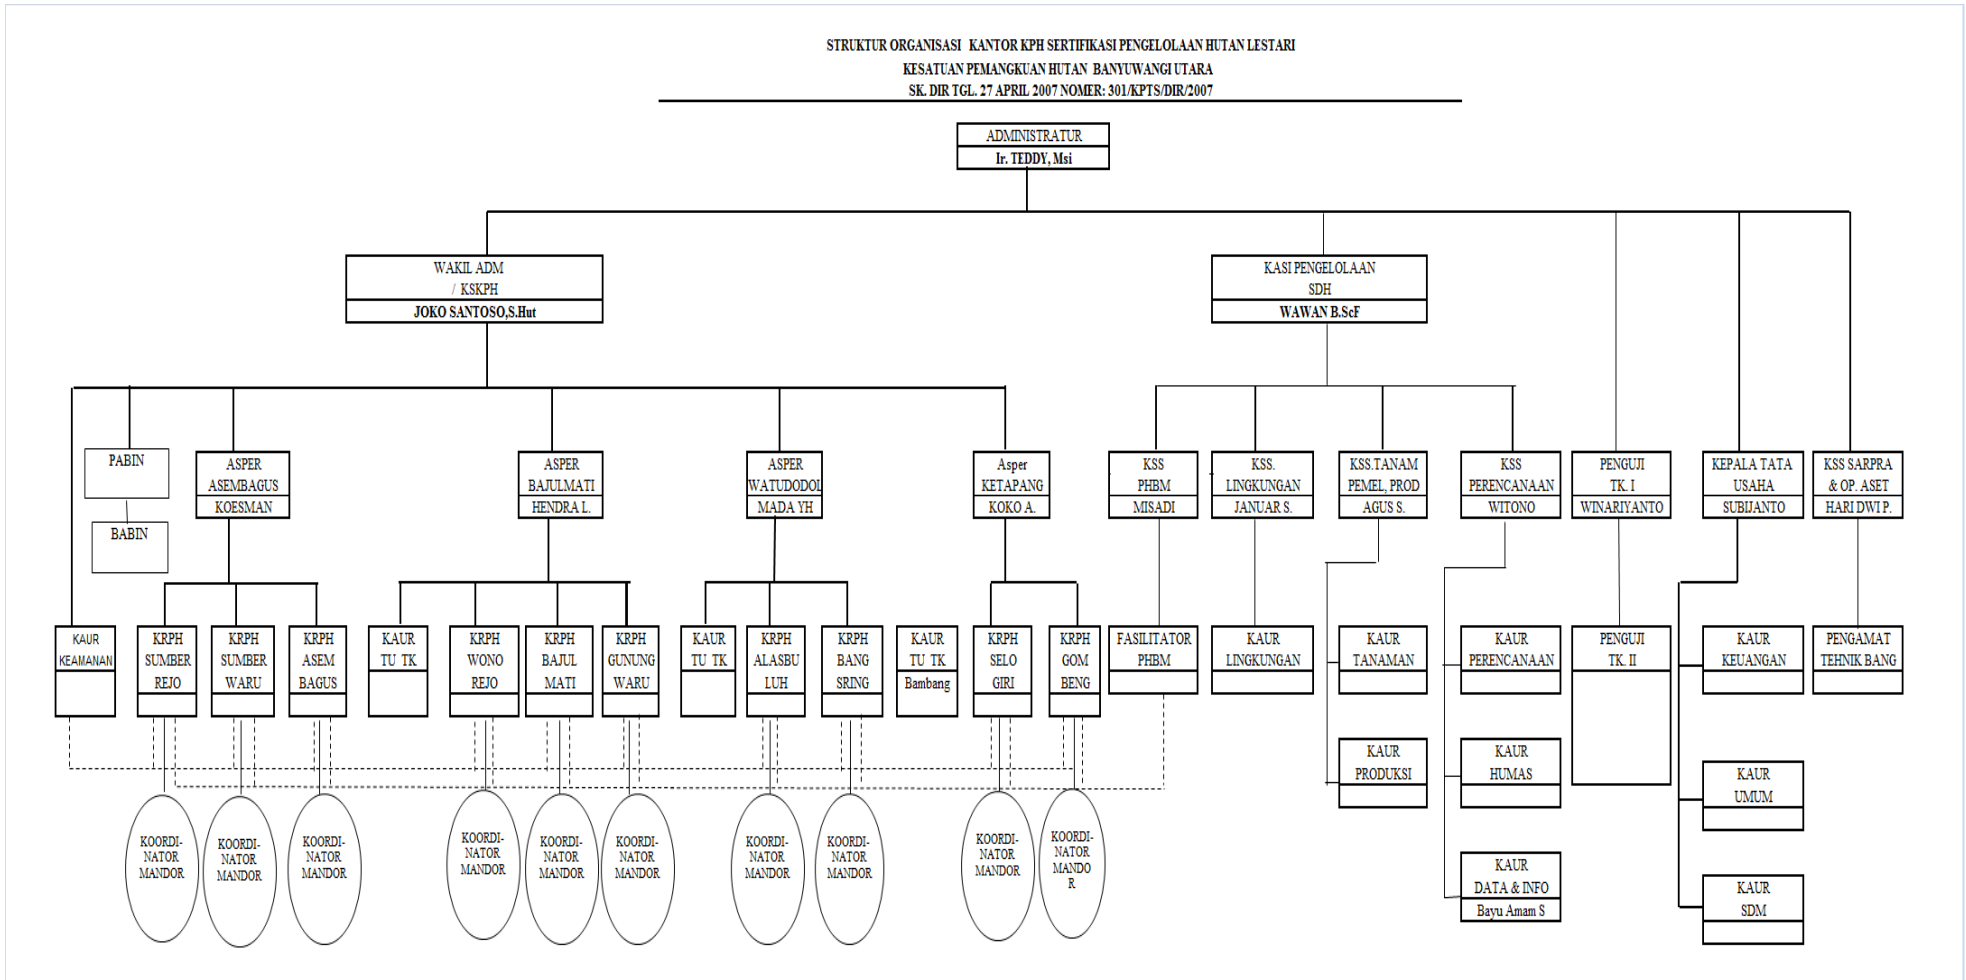 STRUKTUR ORGANISASI KANTOR KPH SERTIFIKASI PENGELOLAAN HUTAN LESTARI
KESATUAN PEMANGKUAN HUTAN BANYUWANGI UTARA
SK. DIR TGL. 27 APRIL 2007 NOMER: 301/KPTS/DIR/2007
ADMINISTRATUR
Ir. TEDDY, Msi
WAKIL ADM
/ KSKPH
JOKO SANTOSO,S.Hut
KASI PENGELOLAAN
SDH
WAWAN B.ScF
PABIN
BABIN
ASPER
ASEMBAGUS
KOESMAN
ASPER
BAJULMATI
HENDRA L.
ASPER
WATUDODOL
MADA YH
Asper
KETAPANG
KOKO A.
KSS
PHBM
MISADI
KSS.
LINGKUNGAN
JANUAR S.
KSS.TANAM
PEMEL, PROD
AGUS S.
KSS
PERENCANAAN
WITONO
PENGUJI
TK. I
WINARIYANTO
KEPALA TATA
USAHA
SUBIJANTO
KSS SARPRA
& OP. ASET
HARI DWI P.
KAUR
KEAMANAN
KRPH
SUMBER
REJO
KRPH
SUMBER
WARU
KRPH
ASEM
BAGUS
KAUR
TU TK
KRPH
WONO
REJO
KRPH
BAJUL
MATI
KRPH
GUNUNG
WARU
KAUR
TU TK
KRPH
ALASBU
LUH
KRPH
BANG
SRING
KAUR
TU TK
Bambang
KRPH
SELO
GIRI
KRPH
GOM
BENG
FASILITATOR
PHBM
KAUR
LINGKUNGAN
KAUR
TANAMAN
KAUR
PERENCANAAN
PENGUJI
TK. II
KAUR
KEUANGAN
PENGAMAT
TEHNIK BANG
KAUR
PRODUKSI
KAUR
HUMAS
KAUR
UMUM
KAUR
DATA & INFO
Bayu Amam S
KAUR
SDM
KOORDI-
NATOR
MANDOR
KOORDI-
NATOR
MANDOR
KOORDI-
NATOR
MANDOR
KOORDI-
NATOR
MANDOR
KOORDI-
NATOR
MANDOR
KOORDI-
NATOR
MANDOR
KOORDI-
NATOR
MANDOR
KOORDI-
NATOR
MANDOR
KOORDI-
NATOR
MANDOR
KOORDI-
NATOR
MANDO
R